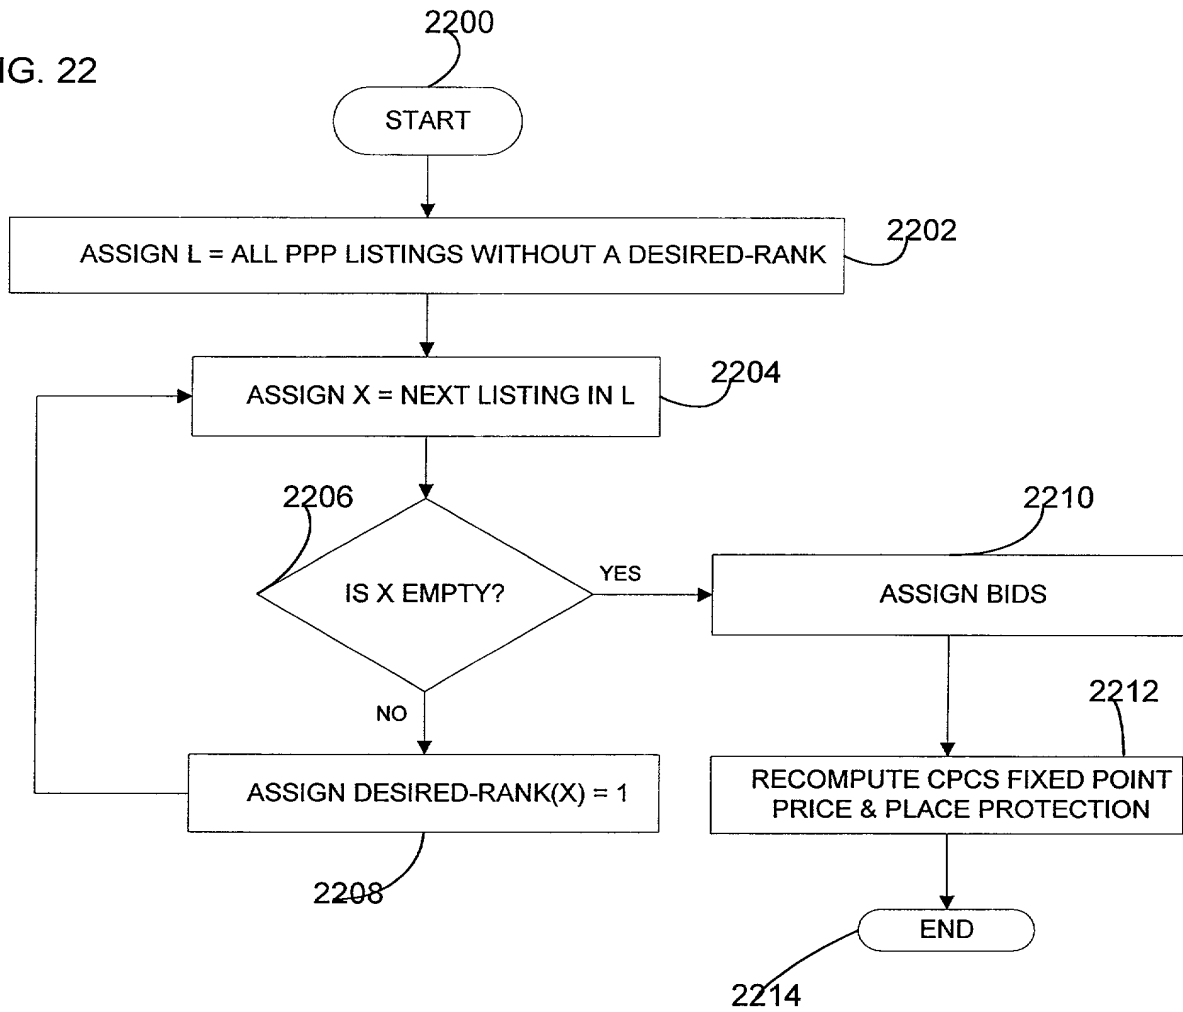 2200
IG. 22
START
ASSIGN L = ALL PPP LISTINGS WITHOUT A DESIRED-RANK
2202
ASSIGN X = NEXT LISTING IN L
2204
2206
IS X EMPTY?
YES
2210
ASSIGN BIDS
NO
2212
ASSIGN DESIRED-RANK(X) = 1
RECOMPUTE CPCS FIXED POINT
PRICE & PLACE PROTECTION
2208
END
2214